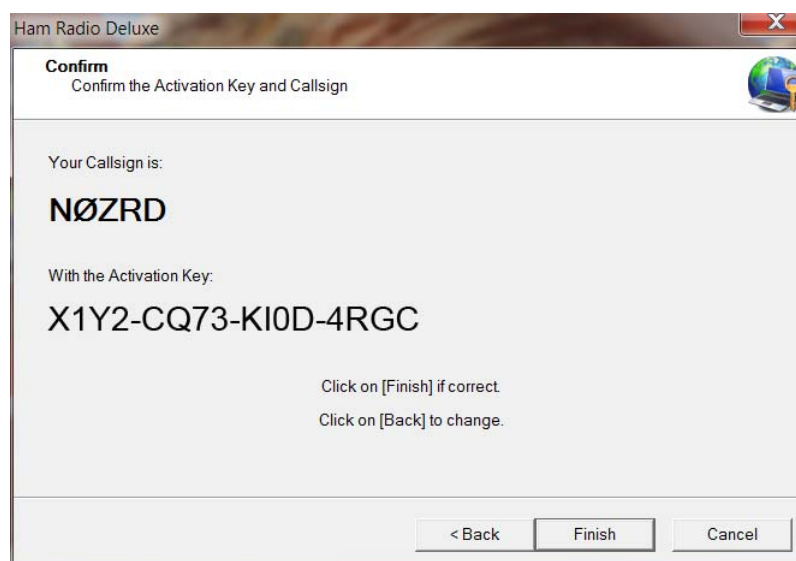 Ham Radio Deluxe
Confirm
Confirm the Activation Key and Callsign
Your Callsign is:
NØZRD
With the Activation Key:
X1Y2-CQ73-KI0D-4RGC
Click on [Finish] if correct.
Click on [Back] to change.
< Back Finish Cancel